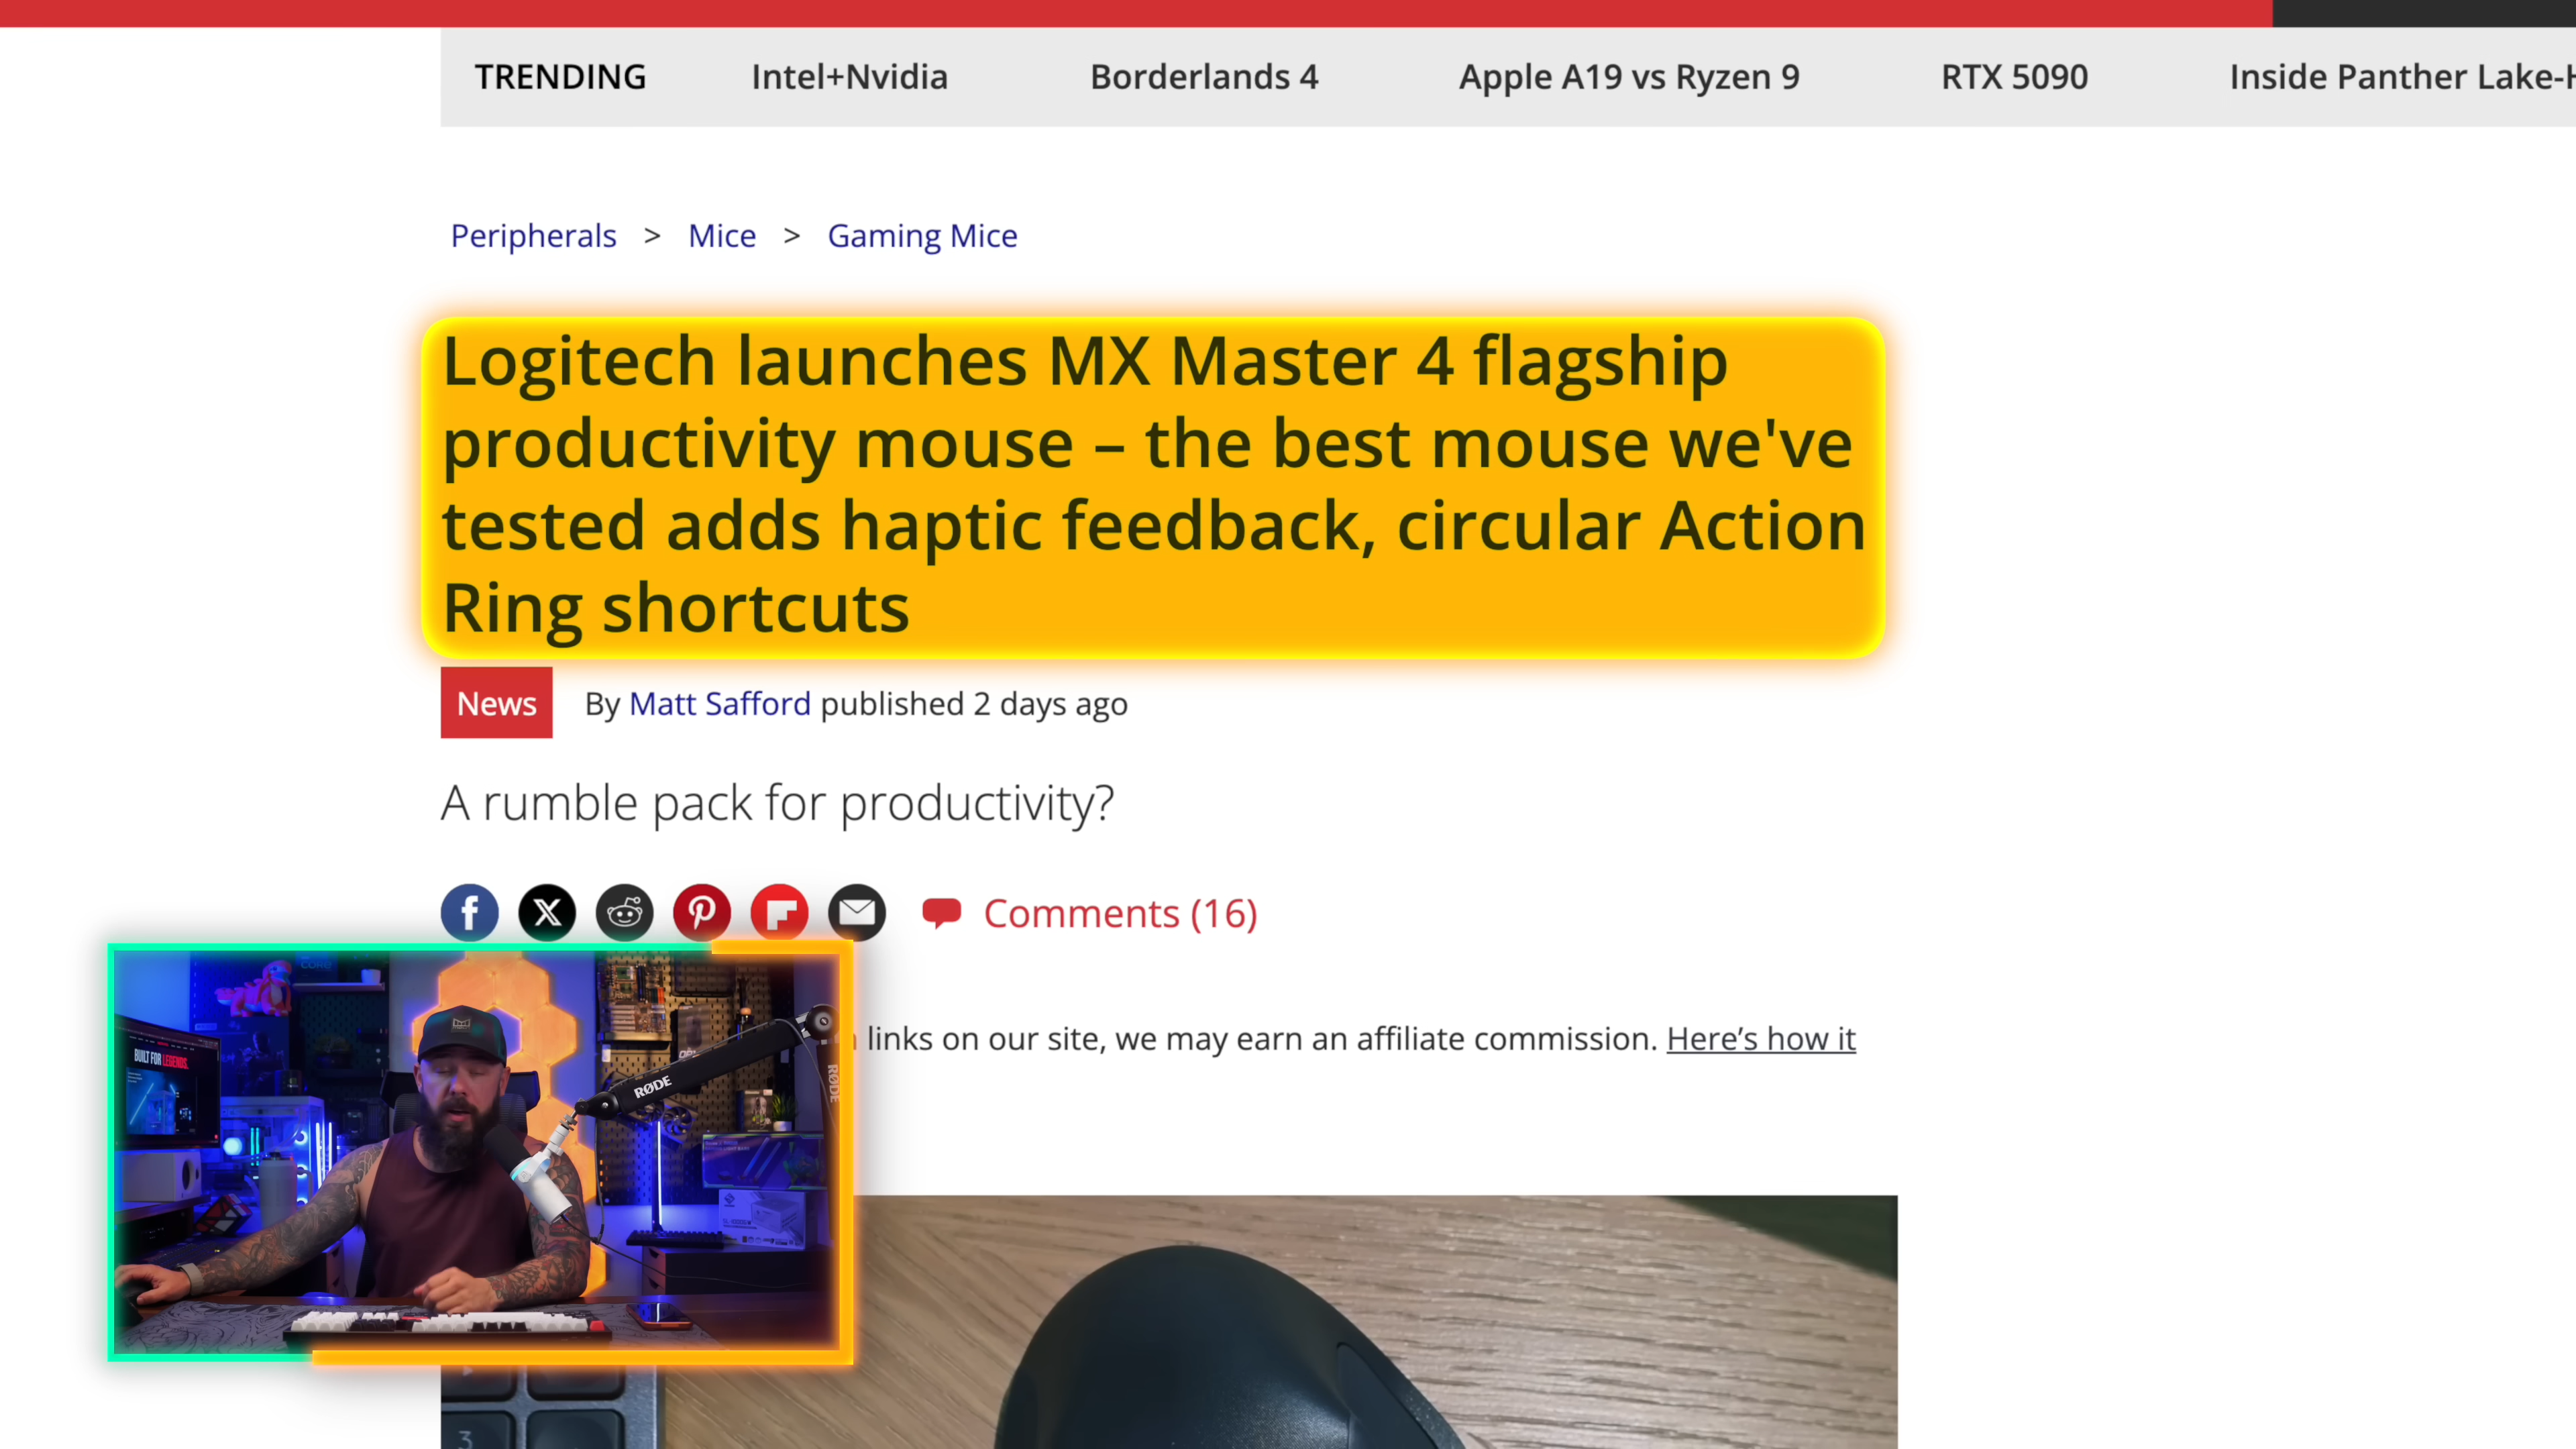 TRENDING Intel+Nvidia Borderlands 4 Apple A19 vs Ryzen 9 RTX 5090 Inside Panther Lake-H
Peripherals > Mice > Gaming Mice
Logitech launches MX Master 4 flagship
productivity mouse – the best mouse we've
tested adds haptic feedback, circular Action
Ring shortcuts
News By Matt Safford published 2 days ago
A rumble pack for productivity?
Comments (16)
links on our site, we may earn an affiliate commission. Here’s how it
BUILT FOR LEGENDS.
RØDE
RØDE
3